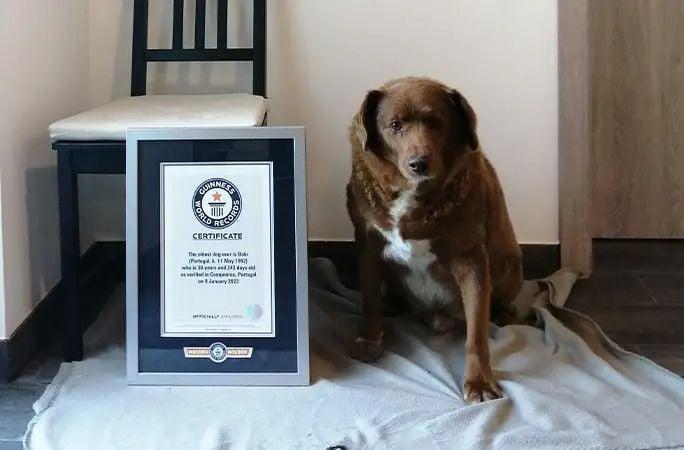 GUINNESS
WORLD RECORDS
CERTIFICATE
The oldest dog ever is Bobi
(Portugal, b. 11 May 1992)
who is 30 years and 243 days old
as verified in Conqueiros, Portugal
on 9 January 2023
OFFICIALLY AMAZING
RECORD HOLDER